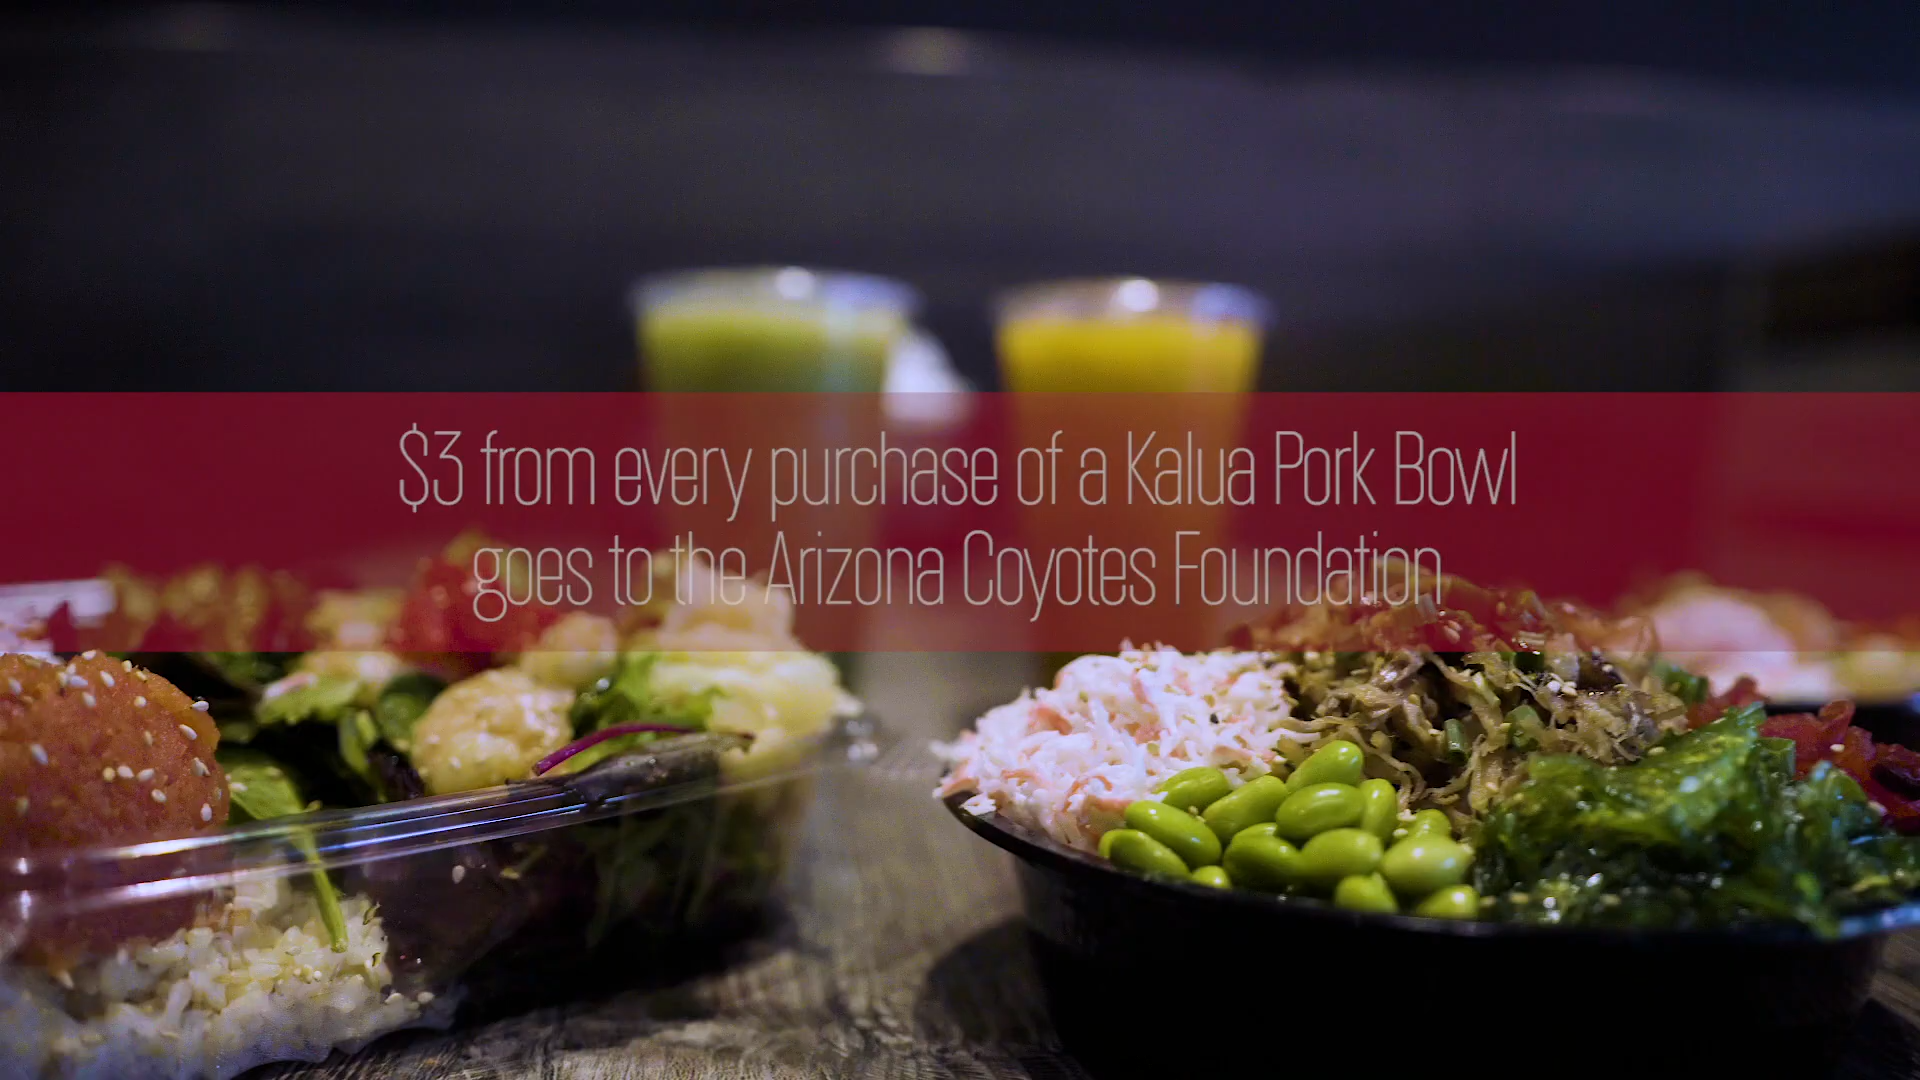 $3 from every purchase of a Kalua Pork Bowl
goes to the Arizona Coyotes Foundation